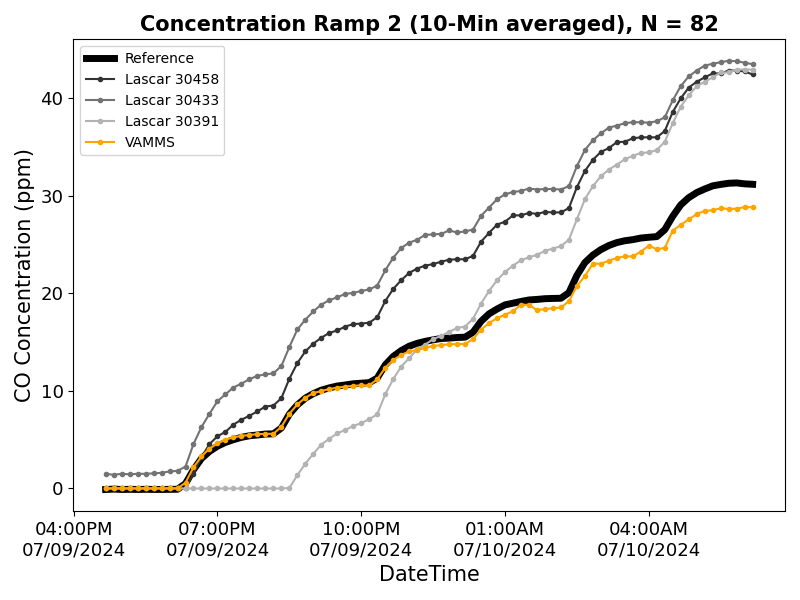 Concentration Ramp 2 (10-Min averaged), N = 82
Reference
Lascar 30458
Lascar 30433
Lascar 30391
VAMMS
CO Concentration (ppm)
40
30
20
10
0
04:00PM 07:00PM 10:00PM 01:00AM 04:00AM
07/09/2024 07/09/2024 07/09/2024 07/10/2024 07/10/2024
DateTime